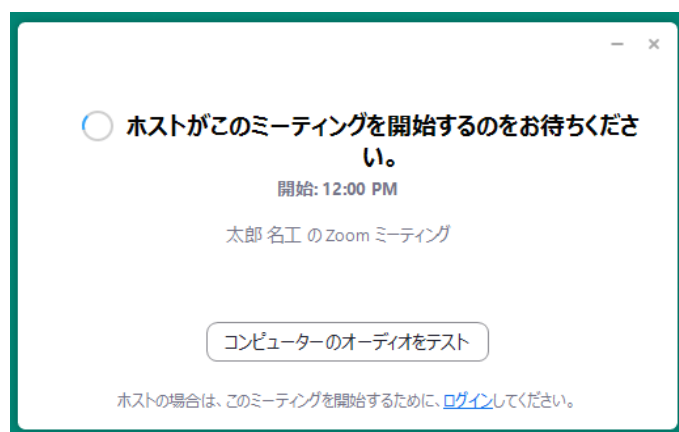 ホストがこのミーティングを開始するのをお待ちくださ
い。
開始: 12:00 PM
太郎 名工 の Zoom ミーティング
コンピューターのオーディオをテスト
ホストの場合は、このミーティングを開始するために、ログインしてください。